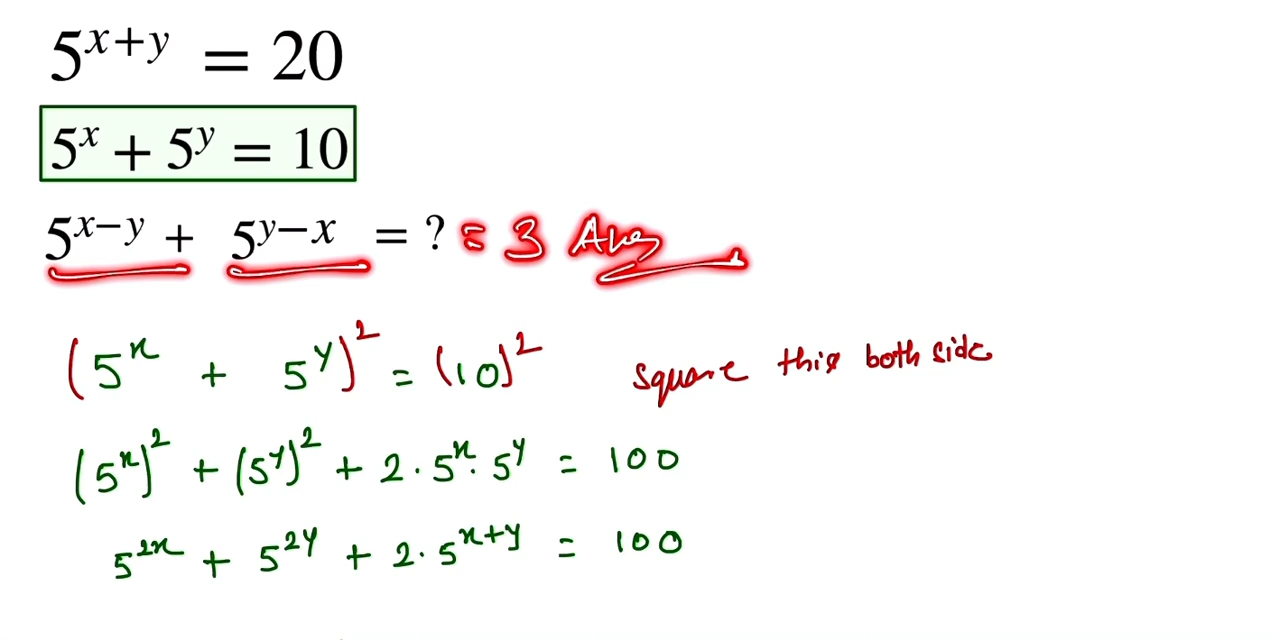 5^{x+y} = 20
5^x + 5^y = 10
5^{x-y} + 5^{y-x} = ? = 3 Ans
(5^x + 5^y)^2 = (10)^2 square this both side
(5^x)^2 + (5^y)^2 + 2 · 5^x · 5^y = 100
5^{2x} + 5^{2y} + 2 · 5^{x+y} = 100